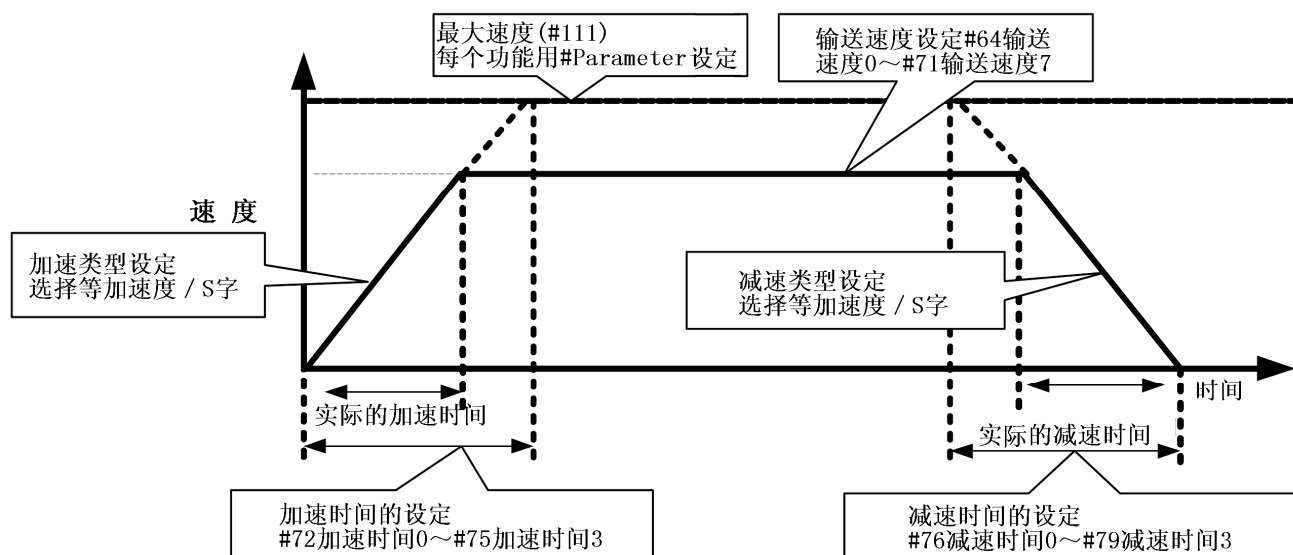 最大速度(#111)
每个功能用#Parameter设定
输送速度设定#64输送
速度0～#71输送速度7
速 度
加速类型设定
选择等加速度/S字
减速类型设定
选择等加速度/S字
实际的加速时间
时间
实际的减速时间
加速时间的设定
#72加速时间0～#75加速时间3
减速时间的设定
#76减速时间0～#79减速时间3